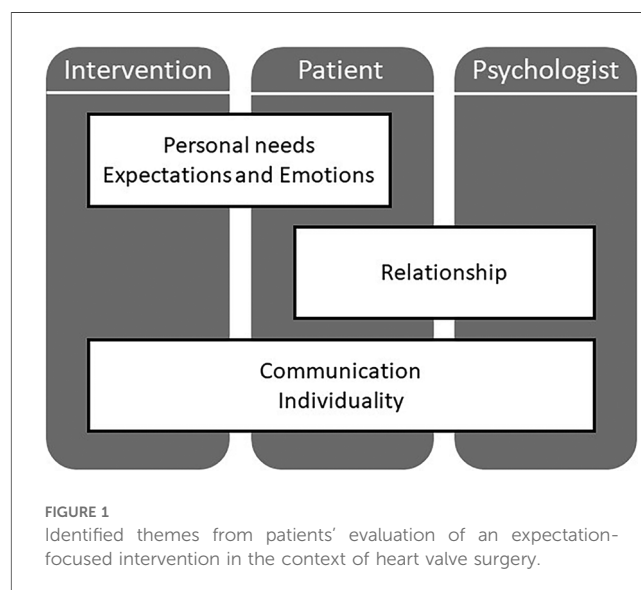 Intervention Patient Psychologist
Personal needs
Expectations and Emotions
Relationship
Communication
Individuality
FIGURE 1
Identified themes from patients' evaluation of an expectation-
focused intervention in the context of heart valve surgery.